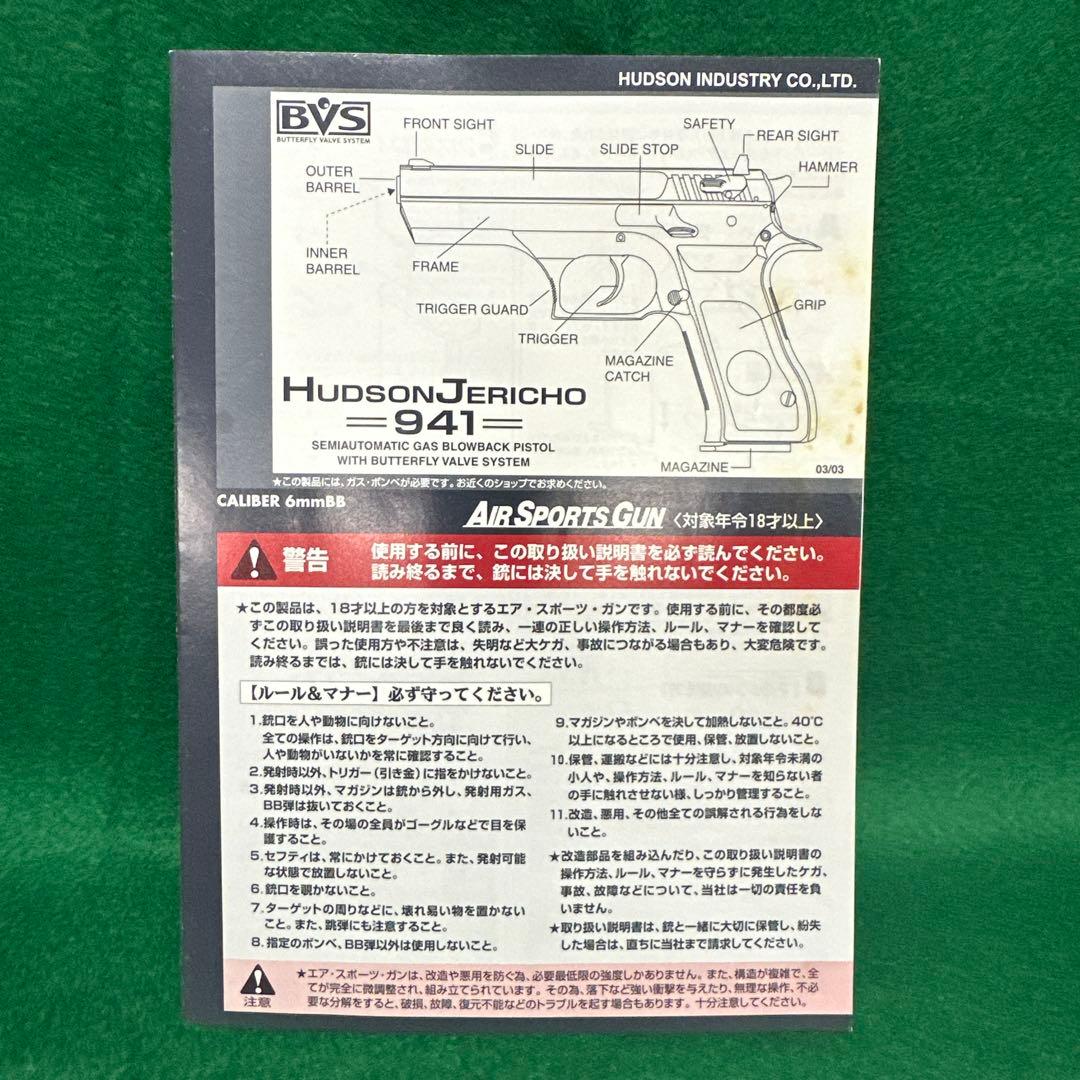 HUDSON INDUSTRY CO.,LTD.
BVS
BUTTERFLY VALVE SYSTEM
FRONT SIGHT
SAFETY
REAR SIGHT
SLIDE
SLIDE STOP
HAMMER
OUTER
BARREL
INNER
BARREL
FRAME
TRIGGER GUARD
GRIP
TRIGGER
MAGAZINE
CATCH
HUDSON JERICHO
941
SEMIAUTOMATIC GAS BLOWBACK PISTOL
WITH BUTTERFLY VALVE SYSTEM
MAGAZINE
03/03
★この製品には、ガス・ボンベが必要です。お近くのショップでお求めください。
CALIBER 6mmBB
AIR SPORTS GUN〈対象年令18才以上〉
警告
使用する前に、この取り扱い説明書を必ず読んでください。
読み終るまで、銃には決して手を触れないでください。
★この製品は、18才以上の方を対象とするエア・スポーツ・ガンです。使用する前に、その都度必
ずこの取り扱い説明書を最後まで良く読み、一連の正しい操作方法、ルール、マナーを確認して
ください。誤った使用方や不注意は、失明など大ケガ、事故につながる場合もあり、大変危険です。
読み終るまでは、銃には決して手を触れないでください。
【ルール&マナー】必ず守ってください。
1.銃口を人や動物に向けないこと。
全ての操作は、銃口をターゲット方向に向けて行い、
人や動物がいないかを常に確認すること。
2.発射時以外、トリガー(引き金)に指をかけないこと。
3.発射時以外、マガジンは銃から外し、発射用ガス、
BB弾は抜いておくこと。
4.操作時は、その場の全員がゴーグルなどで目を保
護すること。
5.セフティは、常にかけておくこと。また、発射可能
な状態で放置しないこと。
6.銃口を覗かないこと。
7.ターゲットの周りなどに、壊れ易い物を置かない
こと。また、跳弾にも注意すること。
8.指定のボンベ、BB弾以外は使用しないこと。
9.マガジンやボンベを決して加熱しないこと。40℃
以上になるところで使用、保管、放置しないこと。
10.保管、運搬などには十分注意し、対象年令未満の
小人や、操作方法、ルール、マナーを知らない者
の手に触れさせない様、しっかり管理すること。
11.改造、悪用、その他全ての誤解される行為をしな
いこと。
★改造部品を組み込んだり、この取り扱い説明書の
操作方法、ルール、マナーを守らずに発生したケガ、
事故、故障などについて、当社は一切の責任を負
いません。
★取り扱い説明書は、銃と一緒に大切に保管し、紛失
した場合は、直ちに当社まで請求してください。
注意
★エア・スポーツ・ガンは、改造や悪用を防ぐ為、必要最低限の強度しかありません。また、構造が複雑で、全
てが完全に微調整され、組み立てられています。その為、落下など強い衝撃を与えたり、無理な操作、不必
要な分解をすると、破損、故障、復元不能などのトラブルを起す場合もあります。十分注意してください。